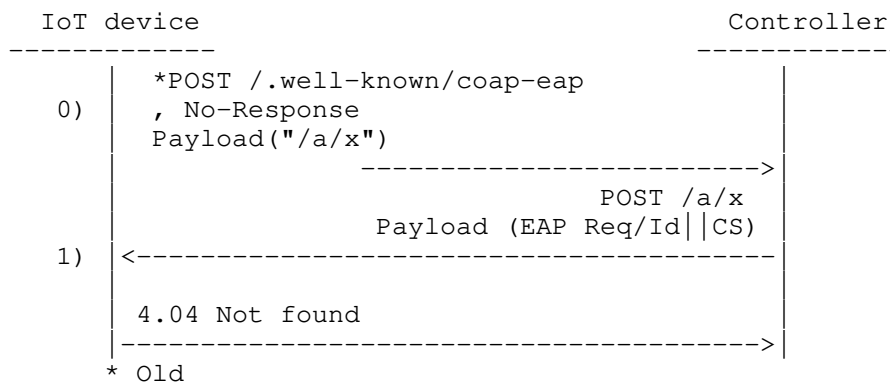 IoT device Controller
*POST /.well-known/coap-eap
0) , No-Response
Payload("/a/x")
POST /a/x
Payload (EAP Req/Id||CS)
1)
4.04 Not found
* Old